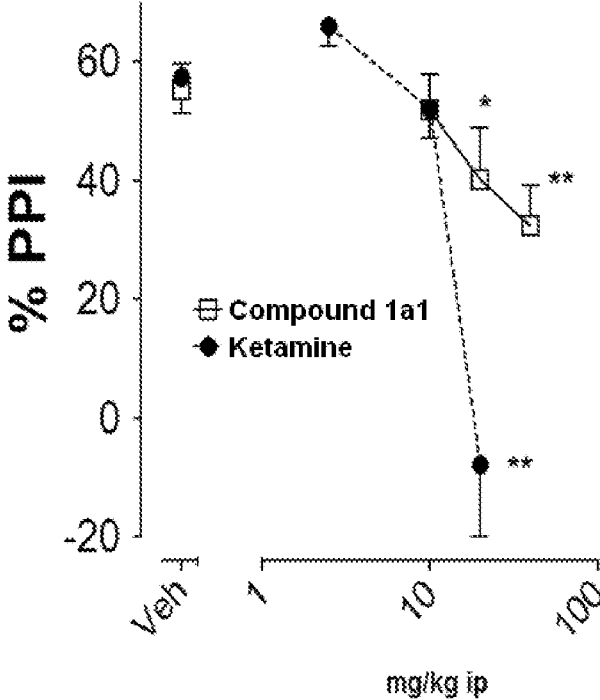 % PPI
60
40
20
0
-20
*
**
Compound 1a1
Ketamine
**
Veh
1
10
100
mg/kg ip